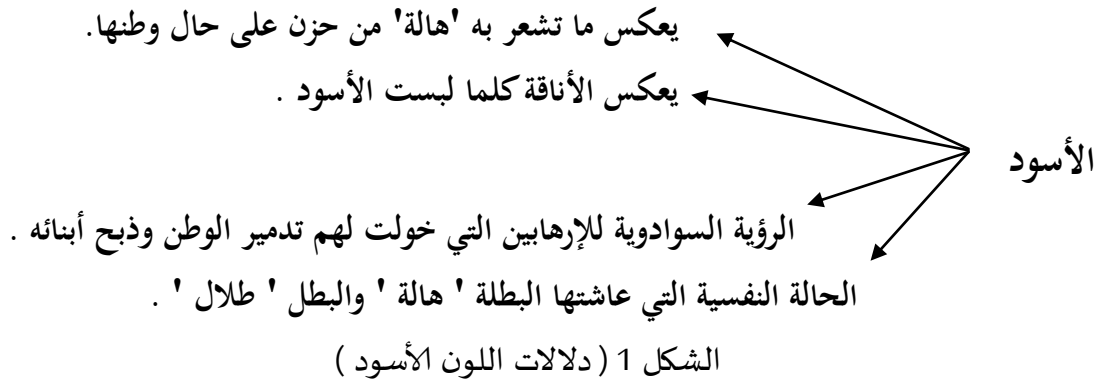 يعكس ما تشعر به 'هالة' من حزن على حال وطنها.
يعكس الأناقة كلما لبست الأسود .
الأسود
الرؤية السوادوية للإرهابين التي خولت لهم تدمير الوطن وذبح أبنائه .
الحالة النفسية التي عاشتها البطلة ' هالة ' والبطل ' طلال ' .
الشكل 1 ( دلالات اللون الأسود )